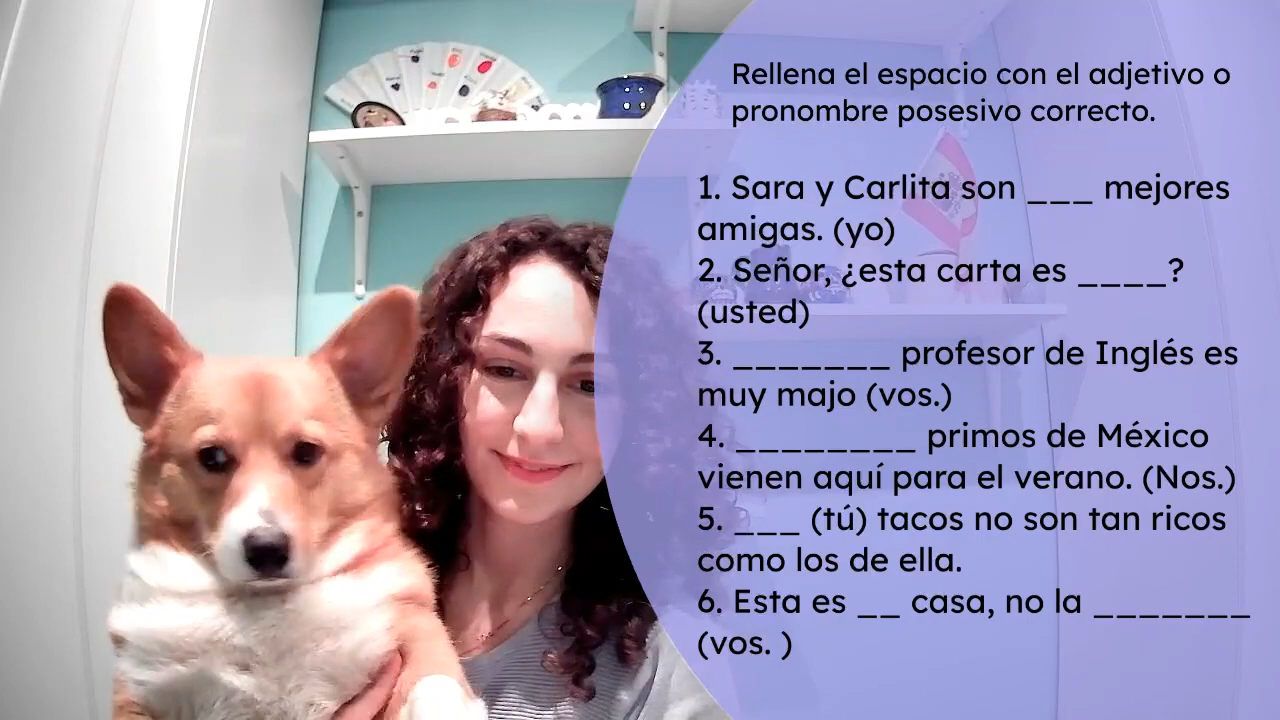 Rellena el espacio con el adjetivo o
pronombre posesivo correcto.
1. Sara y Carlita son ___ mejores
amigas. (yo)
2. Señor, ¿esta carta es ____?
(usted)
3. _______ profesor de Inglés es
muy majo (vos.)
4. ________ primos de México
vienen aquí para el verano. (Nos.)
5. ___ (tú) tacos no son tan ricos
como los de ella.
6. Esta es __ casa, no la _______
(vos. )